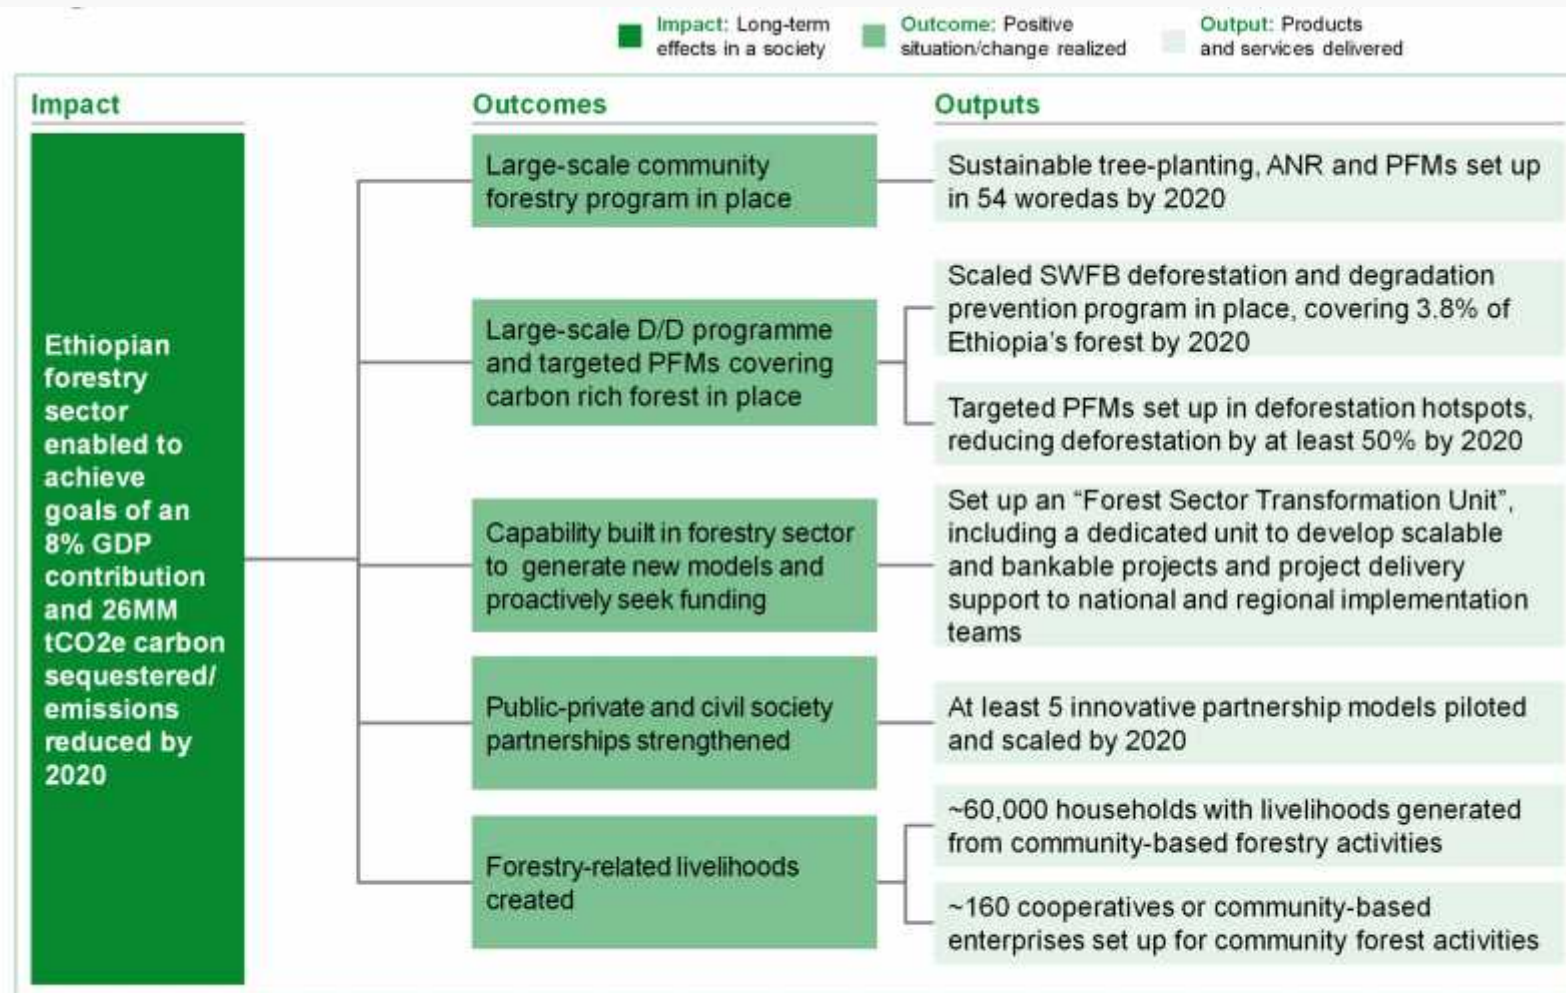 Impact: Long-term
effects in a society
Outcome: Positive
situation/change realized
Output: Products
and services delivered
Impact
Outcomes
Outputs
Ethiopian
forestry
sector
enabled to
achieve
goals of an
8% GDP
contribution
and 26MM
tCO2e carbon
sequestered/
emissions
reduced by
2020
Large-scale community
forestry program in place
Sustainable tree-planting, ANR and PFMs set up
in 54 woredas by 2020
Large-scale D/D programme
and targeted PFMs covering
carbon rich forest in place
Scaled SWFB deforestation and degradation
prevention program in place, covering 3.8% of
Ethiopia's forest by 2020
Targeted PFMs set up in deforestation hotspots,
reducing deforestation by at least 50% by 2020
Capability built in forestry sector
to generate new models and
proactively seek funding
Set up an “Forest Sector Transformation Unit”,
including a dedicated unit to develop scalable
and bankable projects and project delivery
support to national and regional implementation
teams
Public-private and civil society
partnerships strengthened
At least 5 innovative partnership models piloted
and scaled by 2020
Forestry-related livelihoods
created
~60,000 households with livelihoods generated
from community-based forestry activities
~160 cooperatives or community-based
enterprises set up for community forest activities